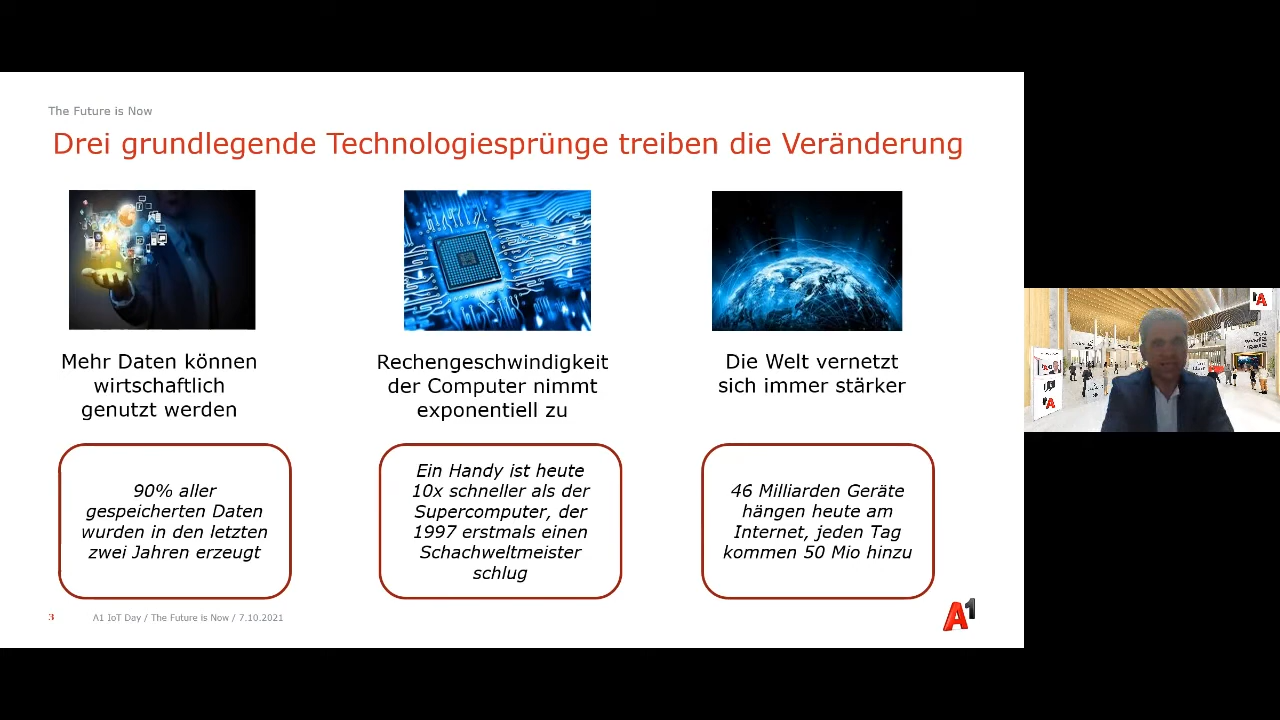 The Future is Now
Drei grundlegende Technologiesprünge treiben die Veränderung
Mehr Daten können
wirtschaftlich
genutzt werden
Rechengeschwindigkeit
der Computer nimmt
exponentiell zu
Die Welt vernetzt
sich immer stärker
90% aller
gespeicherten Daten
wurden in den letzten
zwei Jahren erzeugt
Ein Handy ist heute
10x schneller als der
Supercomputer, der
1997 erstmals einen
Schachweltmeister
schlug
46 Milliarden Geräte
hängen heute am
Internet, jeden Tag
kommen 50 Mio hinzu
3
A1 IoT Day / The Future is Now / 7.10.2021
A1
A1
A1